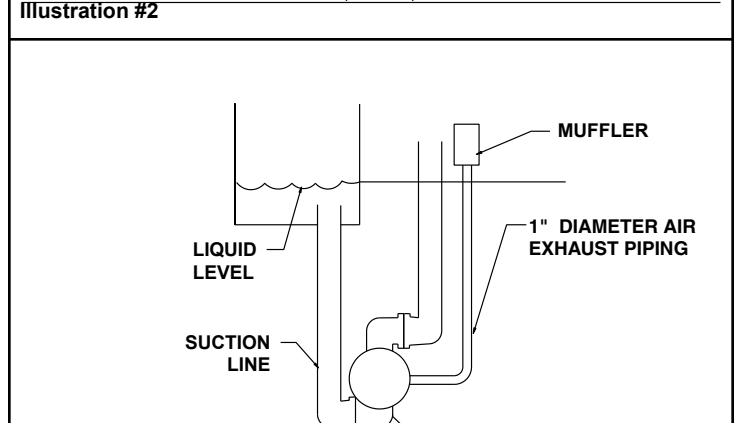 Illustration #2
MUFFLER
1" DIAMETER AIR
EXHAUST PIPING
LIQUID
LEVEL
SUCTION
LINE